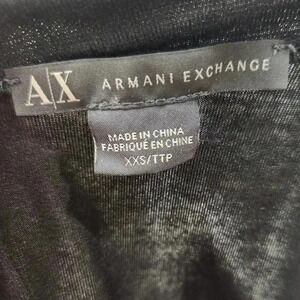 A|X ARMANI EXCHANGE
MADE IN CHINA
FABRIQUÉ EN CHINE
XXS/TTP